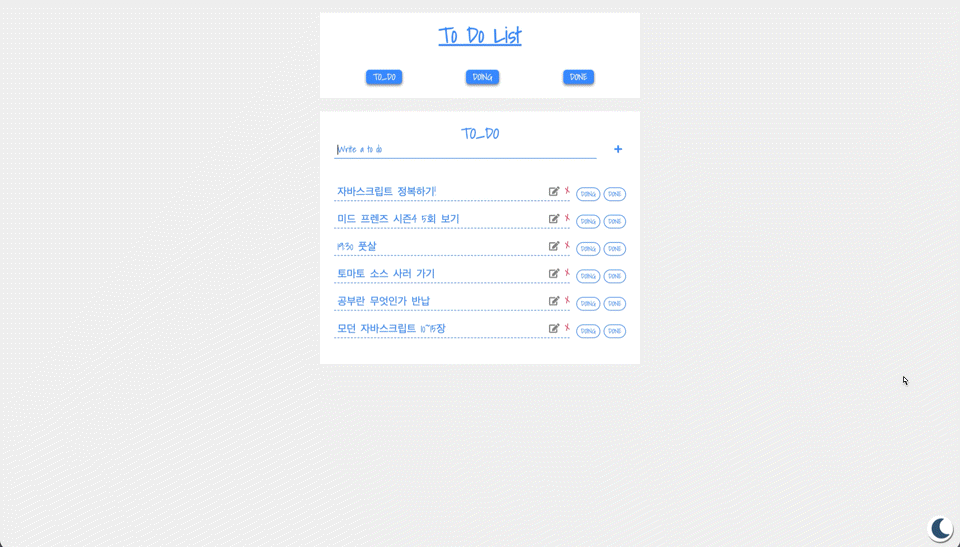 To Do List
TO_DO DOING DONE
TO_DO
Write a to do
자바스크립트 정복하기! DOING DONE
미드 프렌즈 시즌4 5회 보기 DOING DONE
19:30 풋살 DOING DONE
토마토 소스 사러 가기 DOING DONE
공부란 무엇인가 반납 DOING DONE
모던 자바스크립트 10~15장 DOING DONE